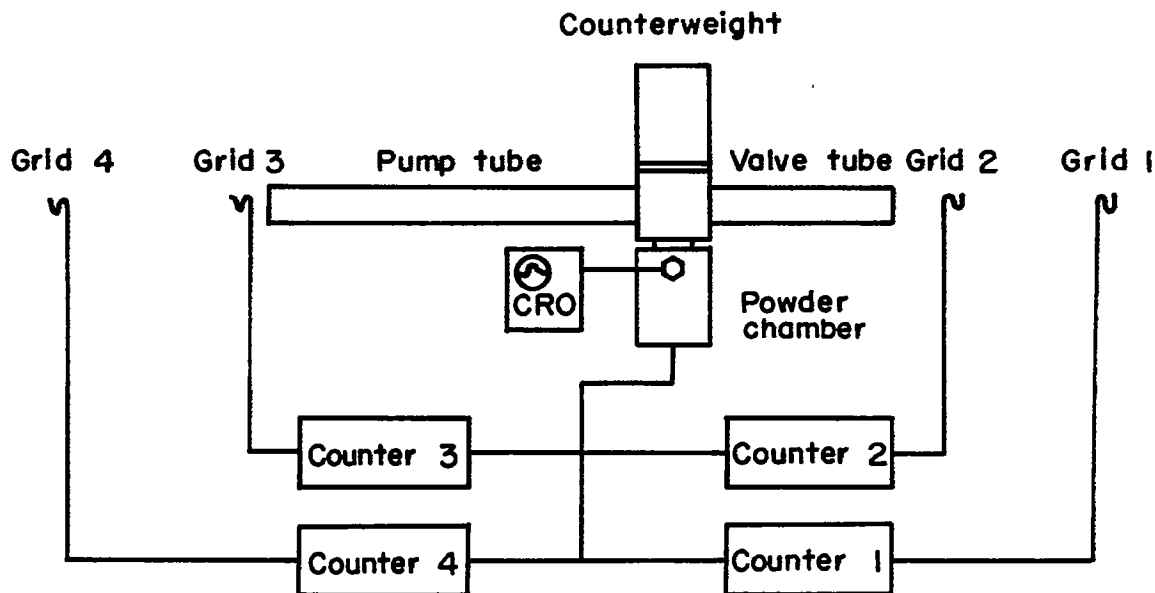 Counterweight
Grid 4
Grid 3
Pump tube
Valve tube
Grid 2
Grid 1
CRO
Powder
chamber
Counter 3
Counter 2
Counter 4
Counter 1